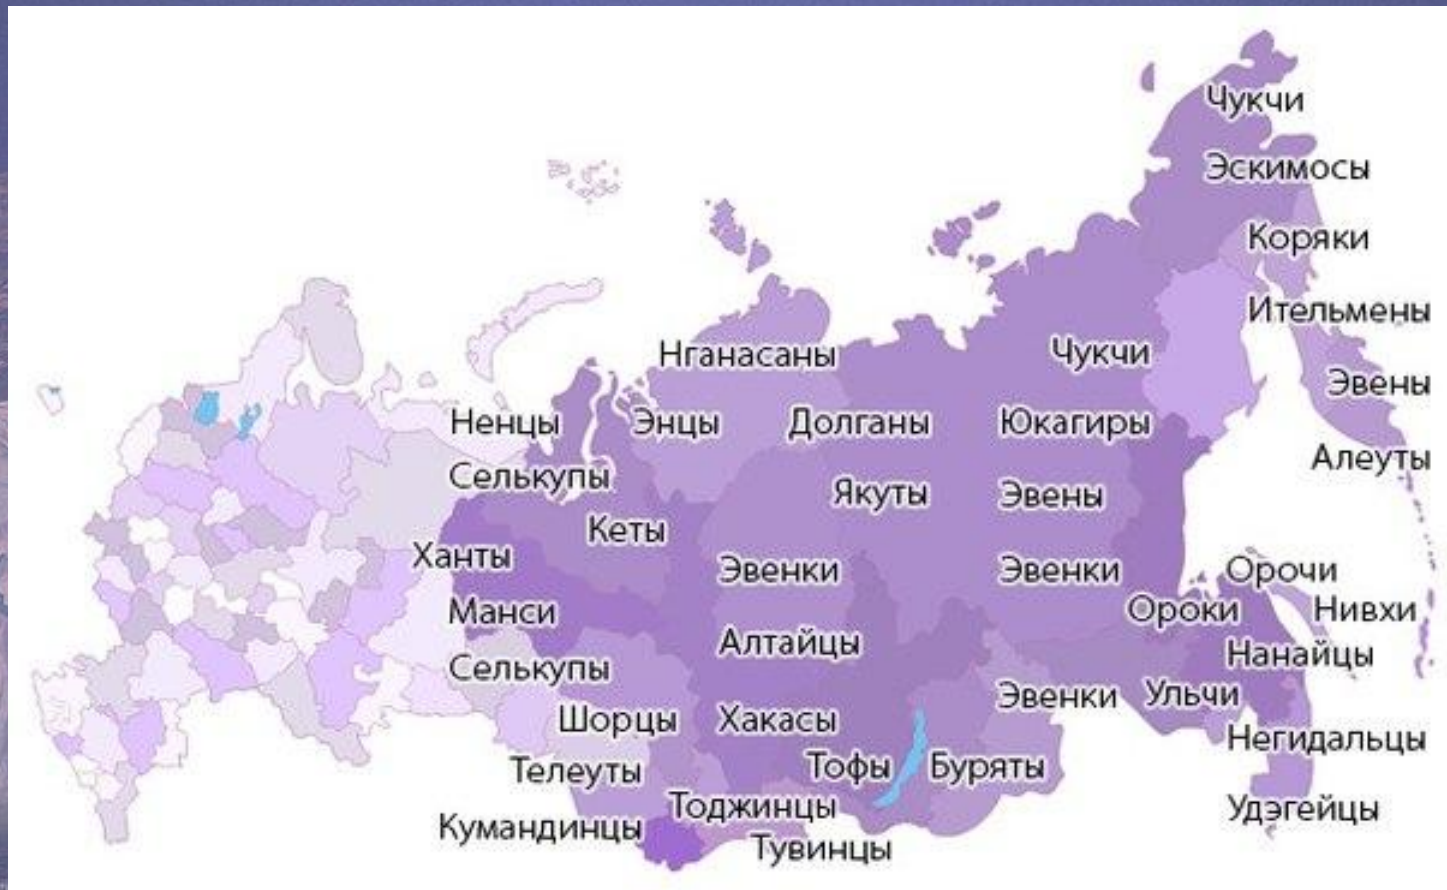 Чукчи
Эскимосы
Коряки
Ительмены
Нганасаны
Чукчи
Эвены
Ненцы
Энцы
Долганы
Юкагиры
Алеуты
Селькупы
Якуты
Эвены
Кеты
Ханты
Эвенки
Эвенки
Орочи
Манси
Ороки
Нивхи
Алтайцы
Нанайцы
Селькупы
Эвенки
Ульчи
Шорцы
Хакасы
Негидальцы
Телеуты
Тофы
Буряты
Тоджинцы
Удэгейцы
Кумандинцы
Тувинцы